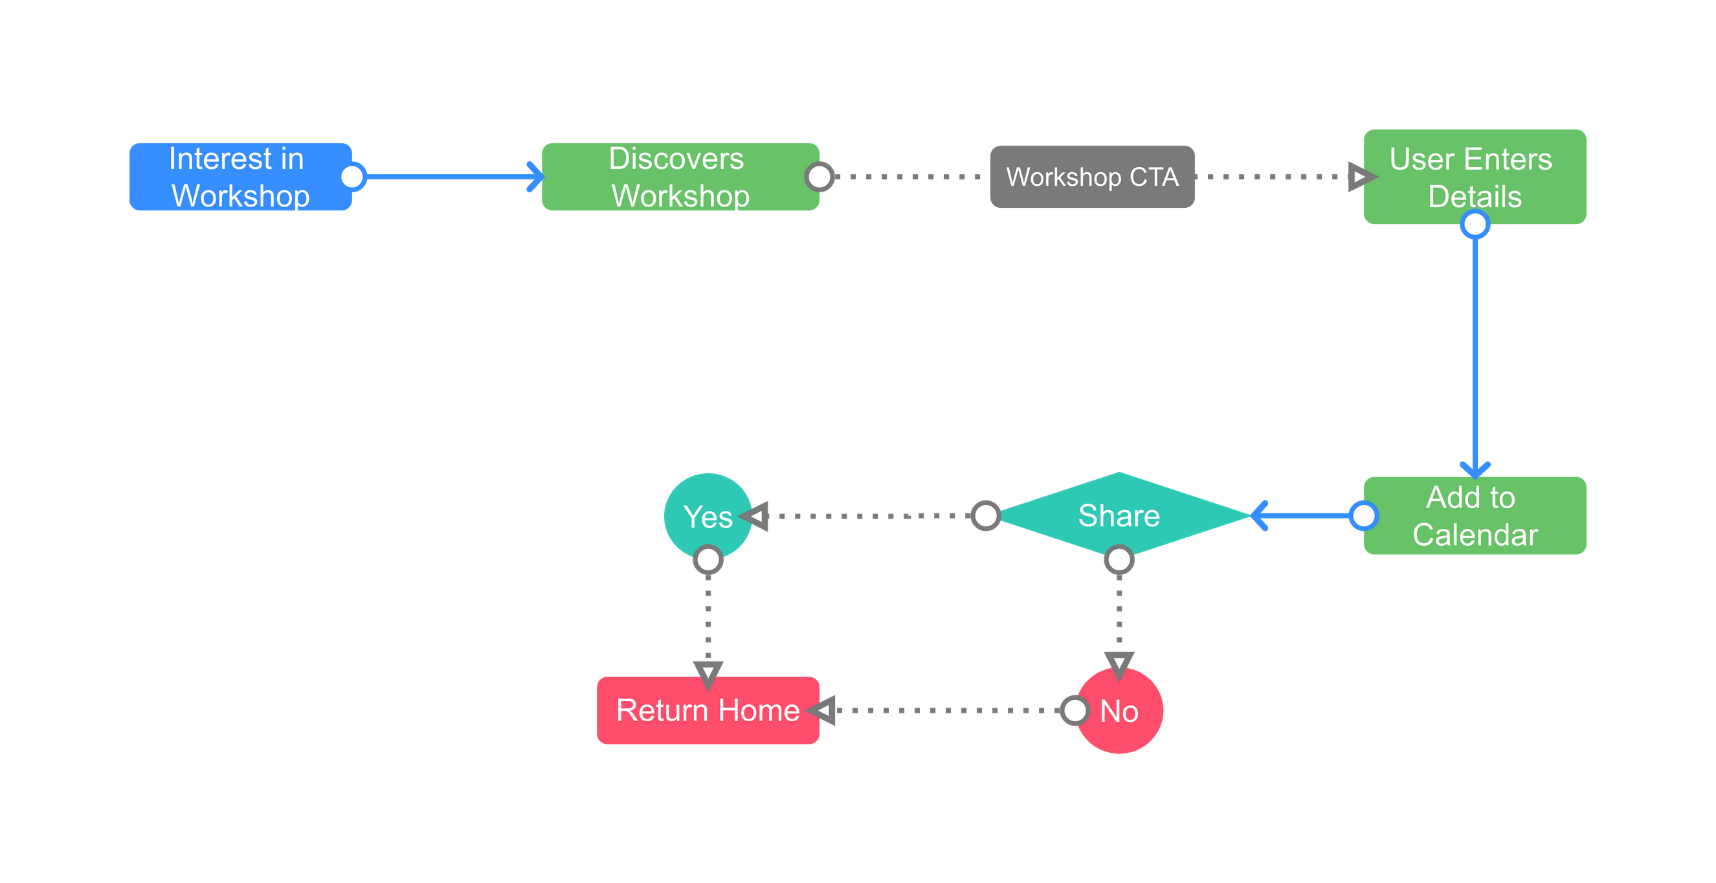 Interest in
Workshop
Discovers
Workshop
Workshop CTA
User Enters
Details
Add to
Calendar
Share
Yes
No
Return Home